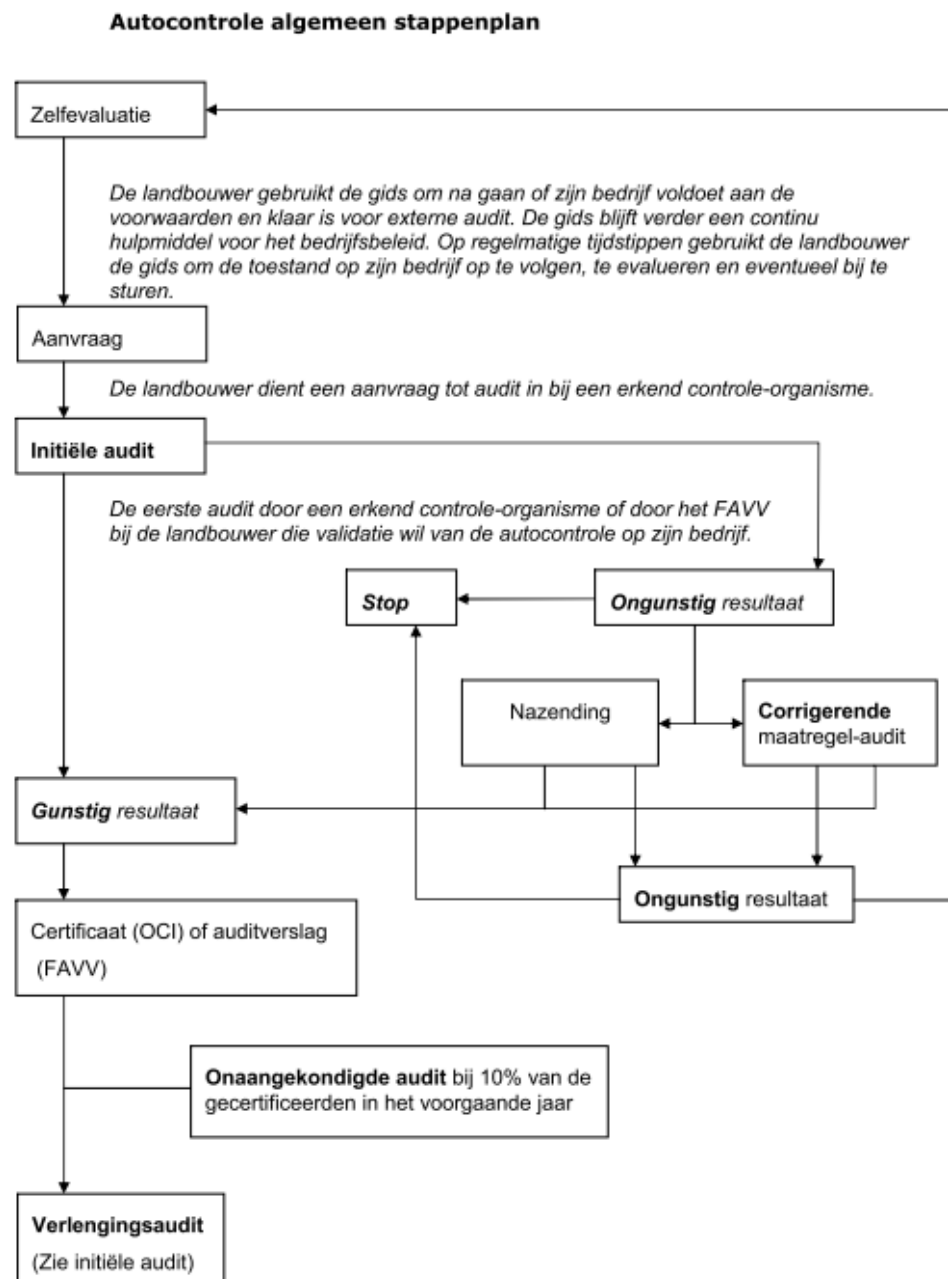 Autocontrole algemeen stappenplan
Zelfevaluatie
De landbouwer gebruikt de gids om na gaan of zijn bedrijf voldoet aan de
voorwaarden en klaar is voor externe audit. De gids blijft verder een continu
hulpmiddel voor het bedrijfsbeleid. Op regelmatige tijdstippen gebruikt de landbouwer
de gids om de toestand op zijn bedrijf op te volgen, te evalueren en eventueel bij te
sturen.
Aanvraag
De landbouwer dient een aanvraag tot audit in bij een erkend controle-organisme.
Initiële audit
De eerste audit door een erkend controle-organisme of door het FAVV
bij de landbouwer die validatie wil van de autocontrole op zijn bedrijf.
Stop
Ongunstig resultaat
Nazending
Corrigerende
maatregel-audit
Gunstig resultaat
Ongunstig resultaat
Certificaat (OCI) of auditverslag
(FAVV)
Onaangekondigde audit bij 10% van de
gecertificeerden in het voorgaande jaar
Verlengingsaudit
(Zie initiële audit)